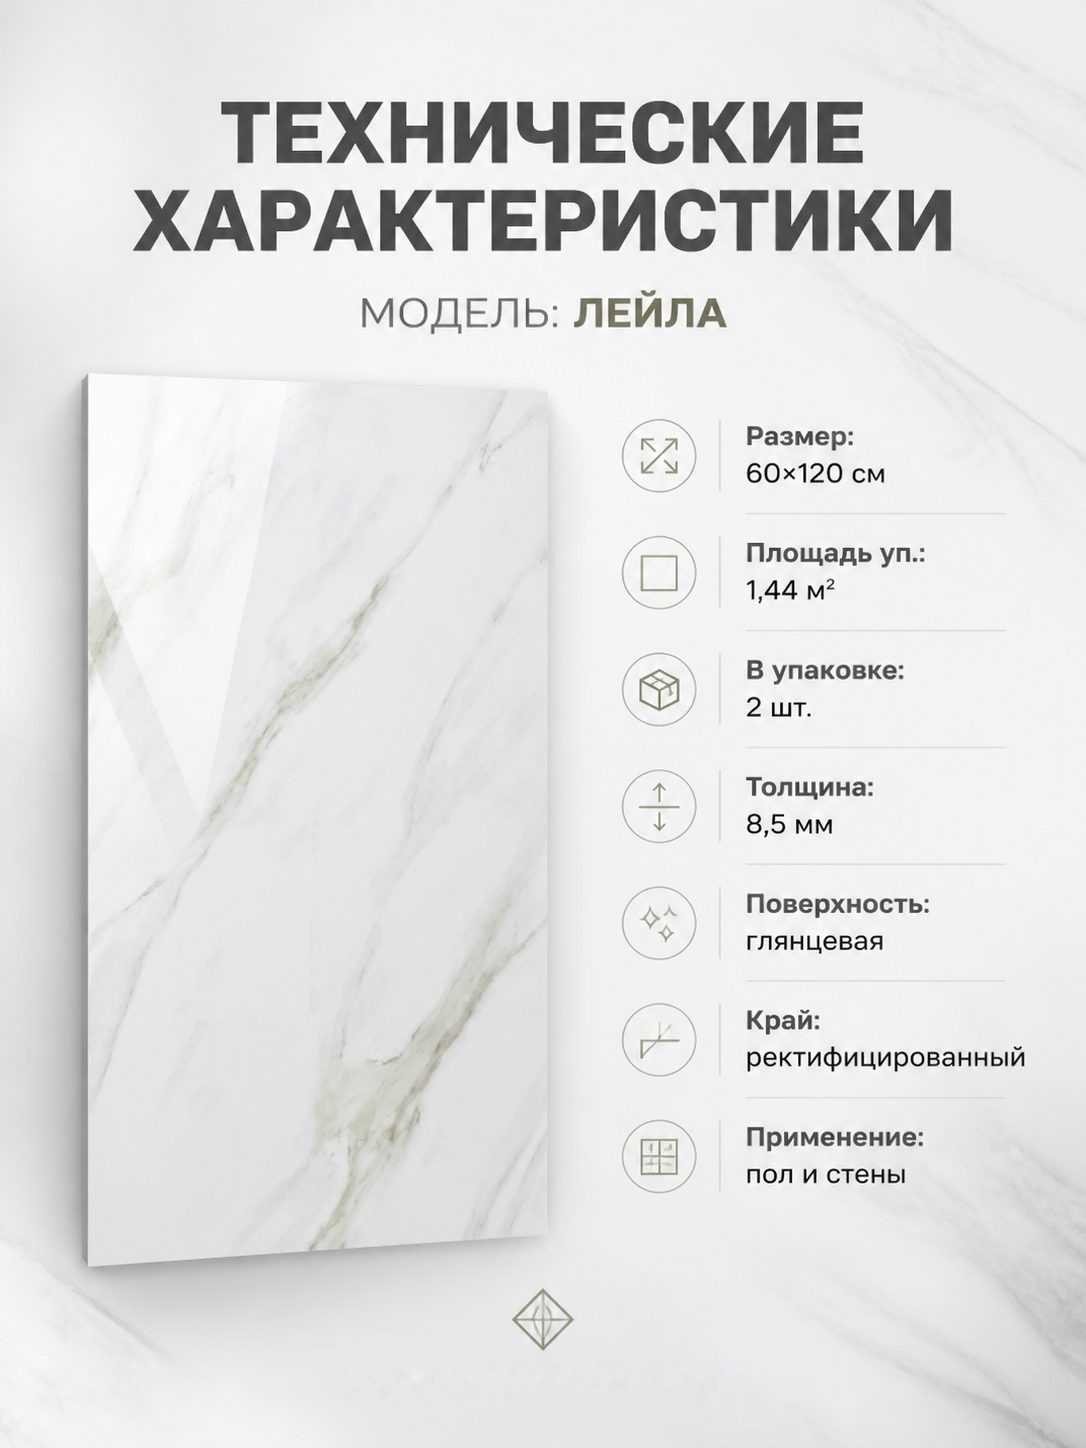 ТЕХНИЧЕСКИЕ
ХАРАКТЕРИСТИКИ
МОДЕЛЬ: ЛЕЙЛА
Размер:
60×120 см
Площадь уп.:
1,44 м²
В упаковке:
2 шт.
Толщина:
8,5 мм
Поверхность:
глянцевая
Край:
ректифицированный
Применение:
пол и стены